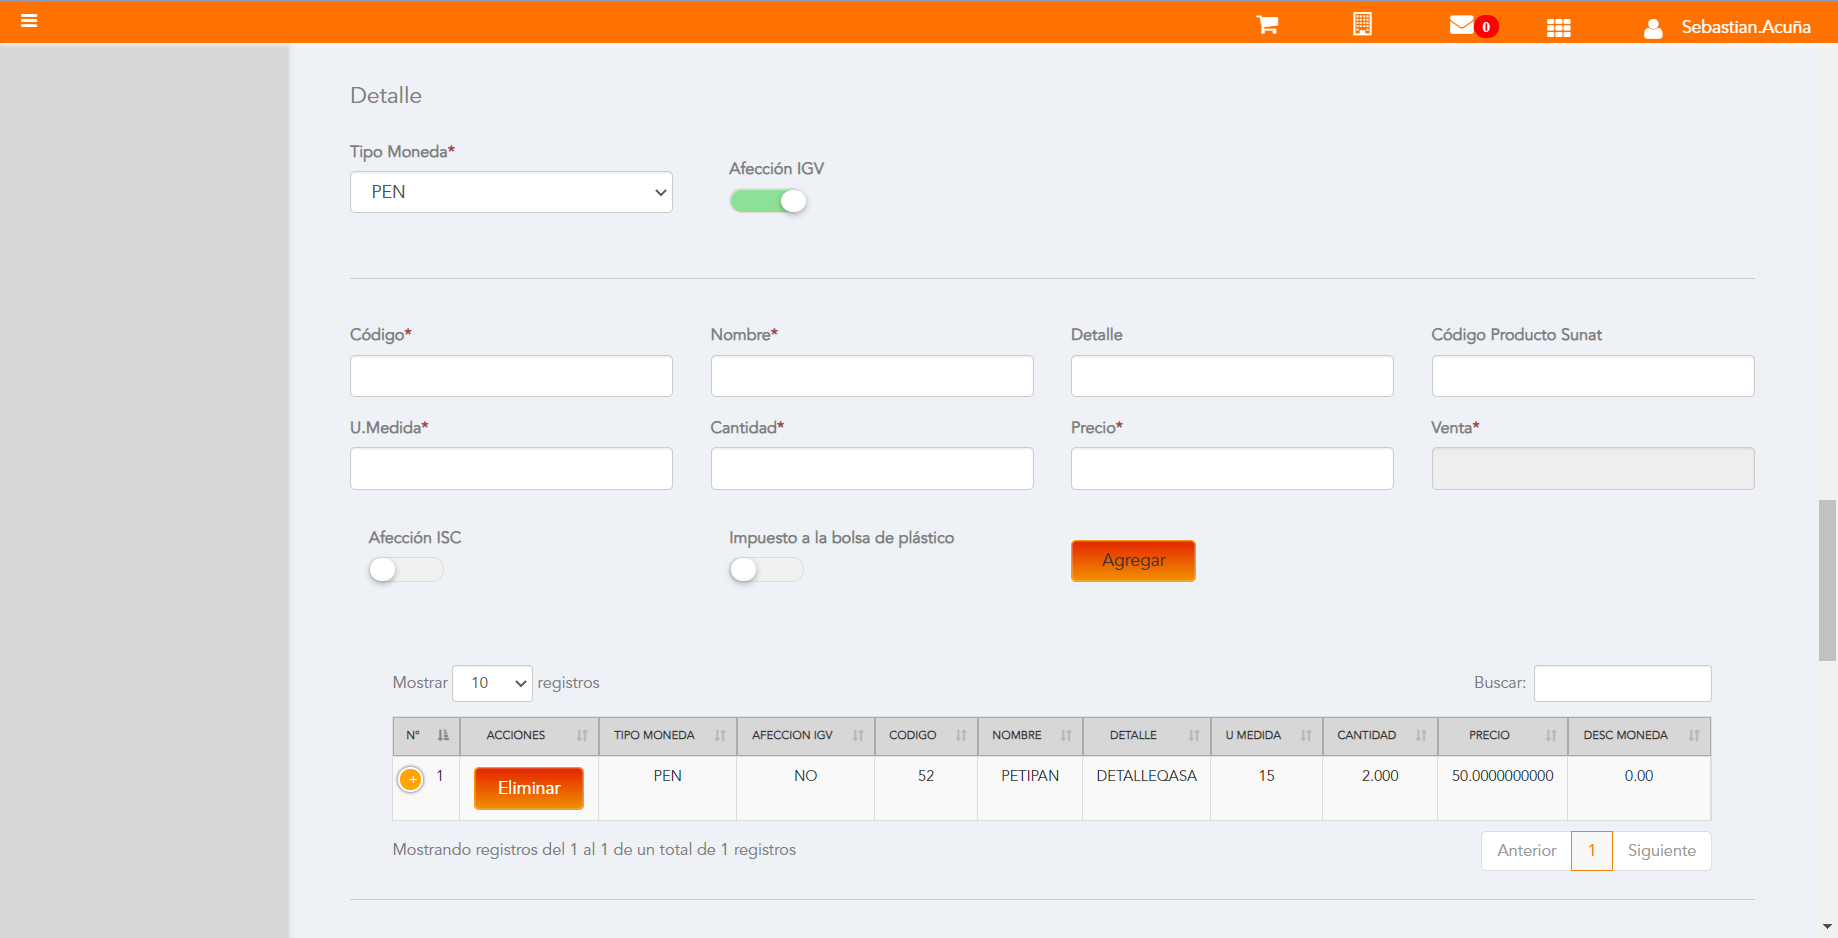 0
Sebastian.Acuña
Detalle
Tipo Moneda*
Afección IGV
PEN
Código*
Nombre*
Detalle
Código Producto Sunat
U.Medida*
Cantidad*
Precio*
Venta*
Afección ISC
Impuesto a la bolsa de plástico
Agregar
Mostrar 10 registros
Buscar:
N° ACCIONES TIPO MONEDA AFECCION IGV CODIGO NOMBRE DETALLE U MEDIDA CANTIDAD PRECIO DESC MONEDA
1 Eliminar PEN NO 52 PETIPAN DETALLEQASA 15 2.000 50.0000000000 0.00
Mostrando registros del 1 al 1 de un total de 1 registros
Anterior 1 Siguiente